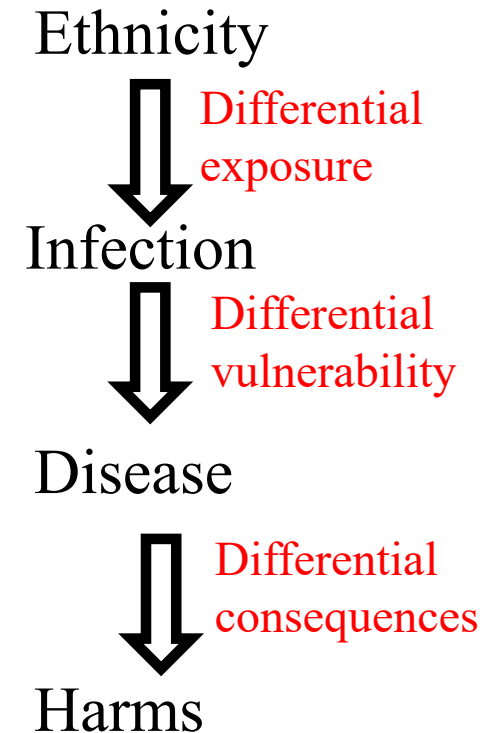 Ethnicity
Differential
exposure
Infection
Differential
vulnerability
Disease
Differential
consequences
Harms